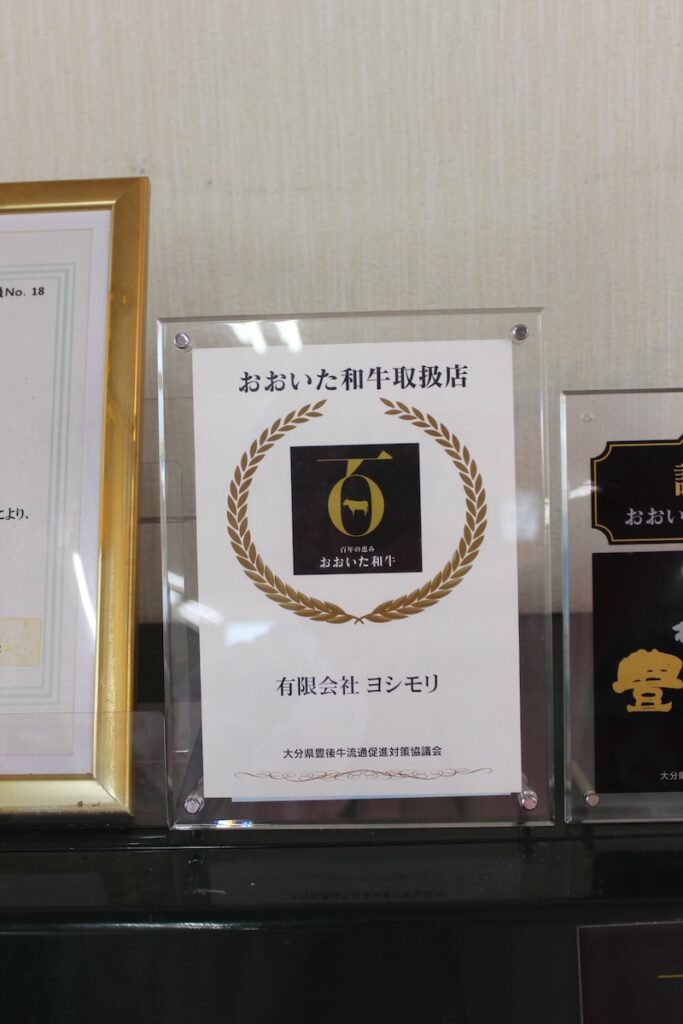 No. 18
より、
おおいた和牛取扱店
百
百年の恵み
おおいた和牛
有限会社 ヨシモリ
大分県豊後牛流通促進対策協議会
おおい
豊
大分